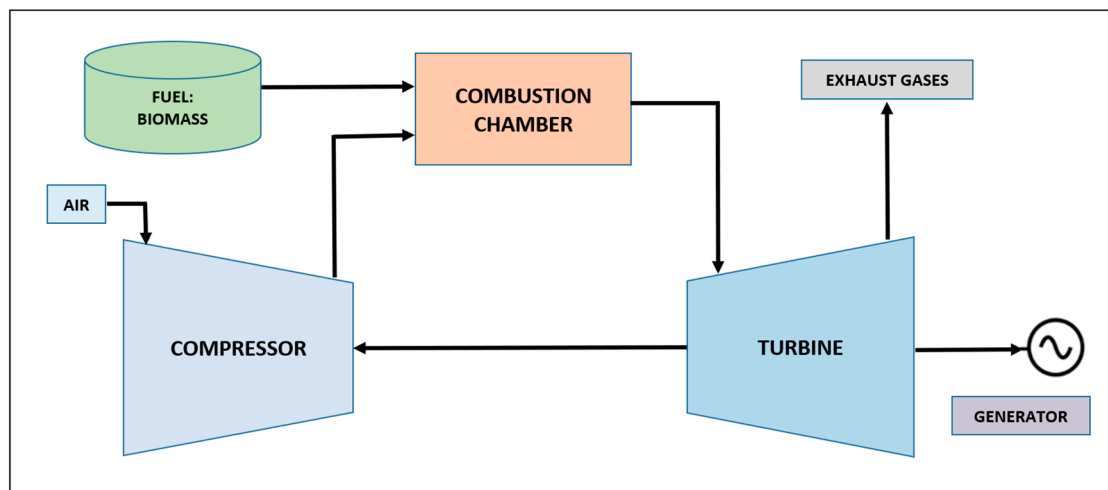 FUEL:
BIOMASS
COMBUSTION
CHAMBER
EXHAUST GASES
AIR
COMPRESSOR
TURBINE
GENERATOR